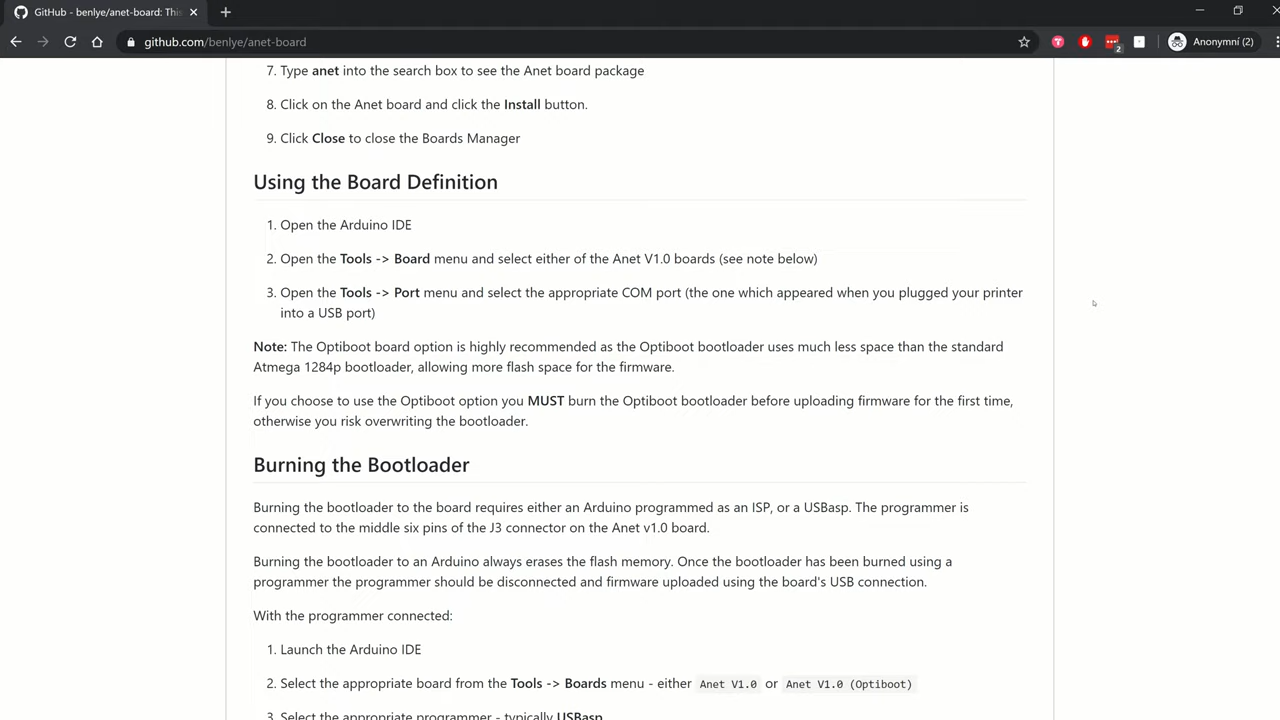 GitHub - benlye/anet-board: This
github.com/benlye/anet-board
2
Anonymní (2)
7. Type anet into the search box to see the Anet board package
8. Click on the Anet board and click the Install button.
9. Click Close to close the Boards Manager
Using the Board Definition
1. Open the Arduino IDE
2. Open the Tools -> Board menu and select either of the Anet V1.0 boards (see note below)
3. Open the Tools -> Port menu and select the appropriate COM port (the one which appeared when you plugged your printer
into a USB port)
Note: The Optiboot board option is highly recommended as the Optiboot bootloader uses much less space than the standard
Atmega 1284p bootloader, allowing more flash space for the firmware.
If you choose to use the Optiboot option you MUST burn the Optiboot bootloader before uploading firmware for the first time,
otherwise you risk overwriting the bootloader.
Burning the Bootloader
Burning the bootloader to the board requires either an Arduino programmed as an ISP, or a USBasp. The programmer is
connected to the middle six pins of the J3 connector on the Anet v1.0 board.
Burning the bootloader to an Arduino always erases the flash memory. Once the bootloader has been burned using a
programmer the programmer should be disconnected and firmware uploaded using the board's USB connection.
With the programmer connected:
1. Launch the Arduino IDE
2. Select the appropriate board from the Tools -> Boards menu - either Anet V1.0 or Anet V1.0 (Optiboot)
3. Select the appropriate programmer - typically USBasp